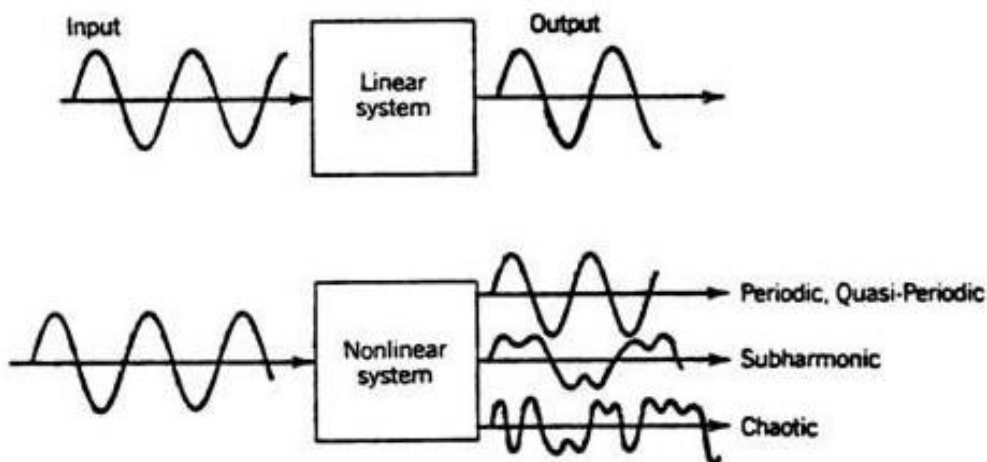 Input
Output
Linear
system
Nonlinear
system
Periodic, Quasi-Periodic
Subharmonic
Chaotic